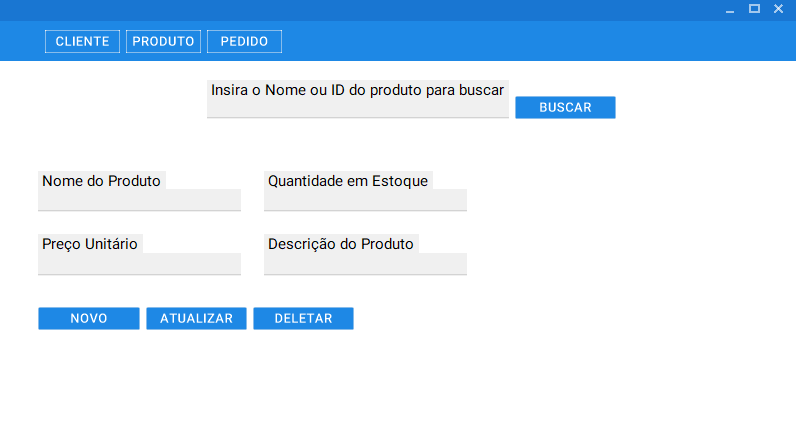 CLIENTE PRODUTO PEDIDO
Insira o Nome ou ID do produto para buscar
BUSCAR
Nome do Produto Quantidade em Estoque
Preço Unitário Descrição do Produto
NOVO ATUALIZAR DELETAR